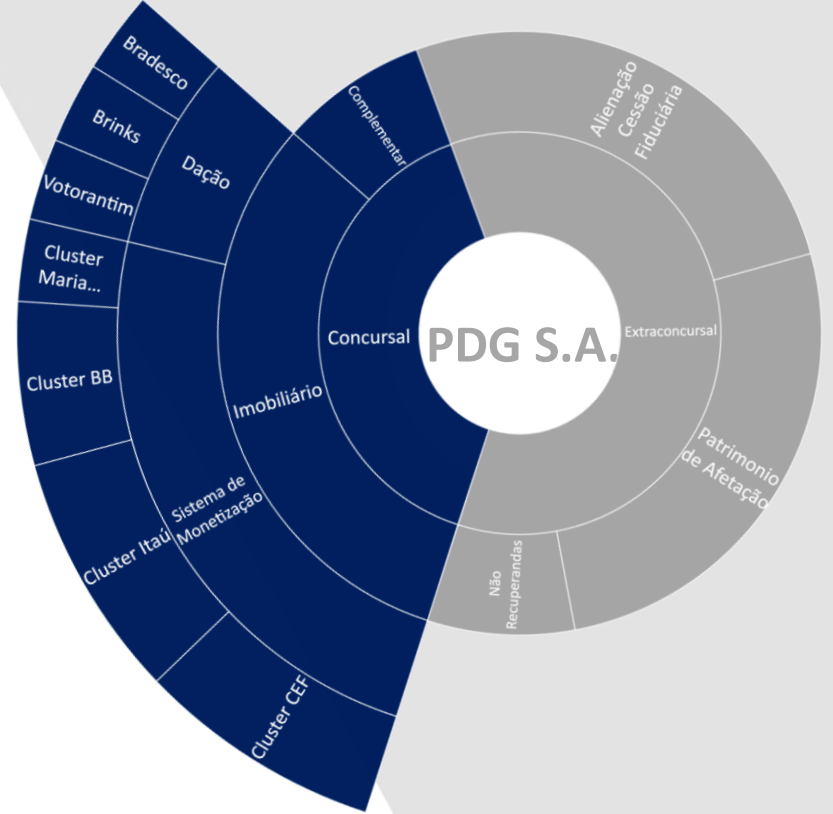 PDG S.A.
Concursal
Complementar
Imobiliário
Dação
Bradesco
Brinks
Votorantim
Sistema de
Monetização
Cluster
Maria...
Cluster BB
Cluster Itaú
Cluster CEF
Extraconcursal
Alienação
Cessão
Fiduciária
Patrimonio
de Afetação
Não
Recuperandas